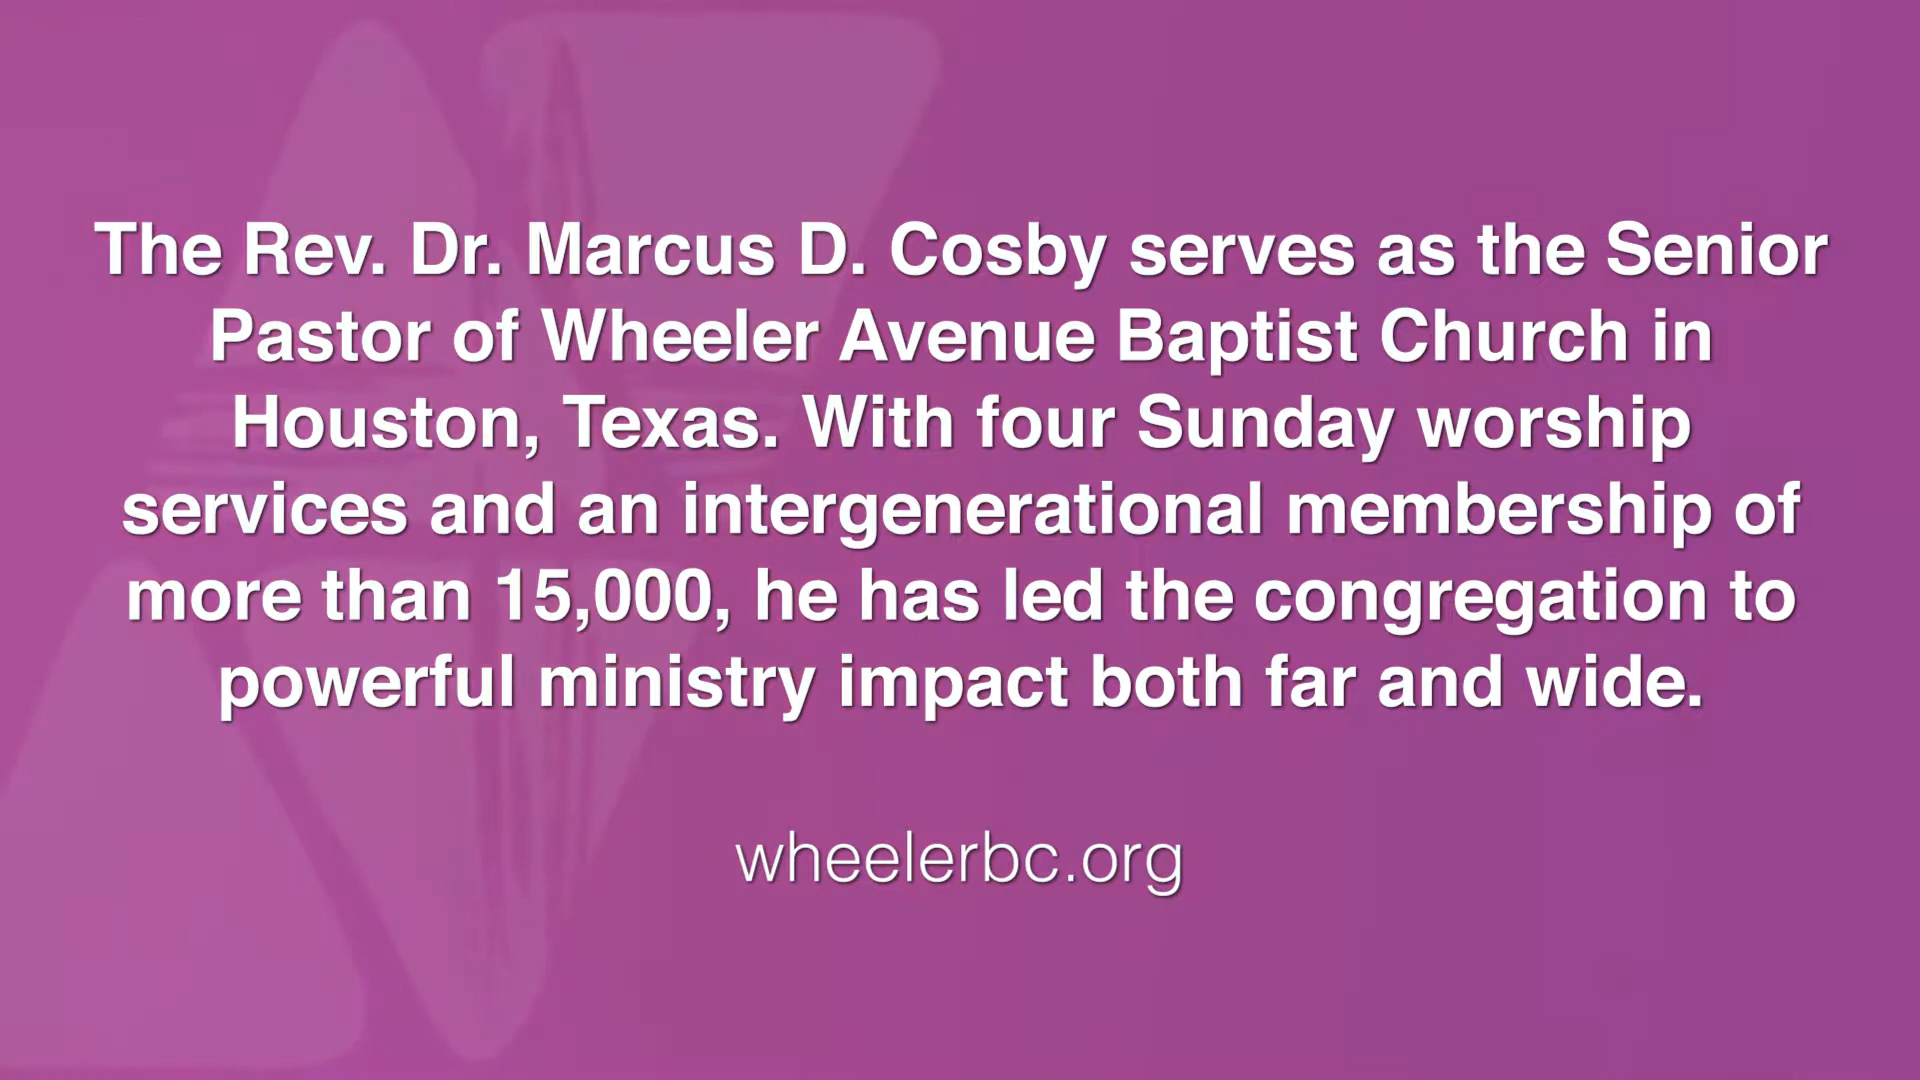 The Rev. Dr. Marcus D. Cosby serves as the Senior
Pastor of Wheeler Avenue Baptist Church in
Houston, Texas. With four Sunday worship
services and an intergenerational membership of
more than 15,000, he has led the congregation to
powerful ministry impact both far and wide.
wheelerbc.org